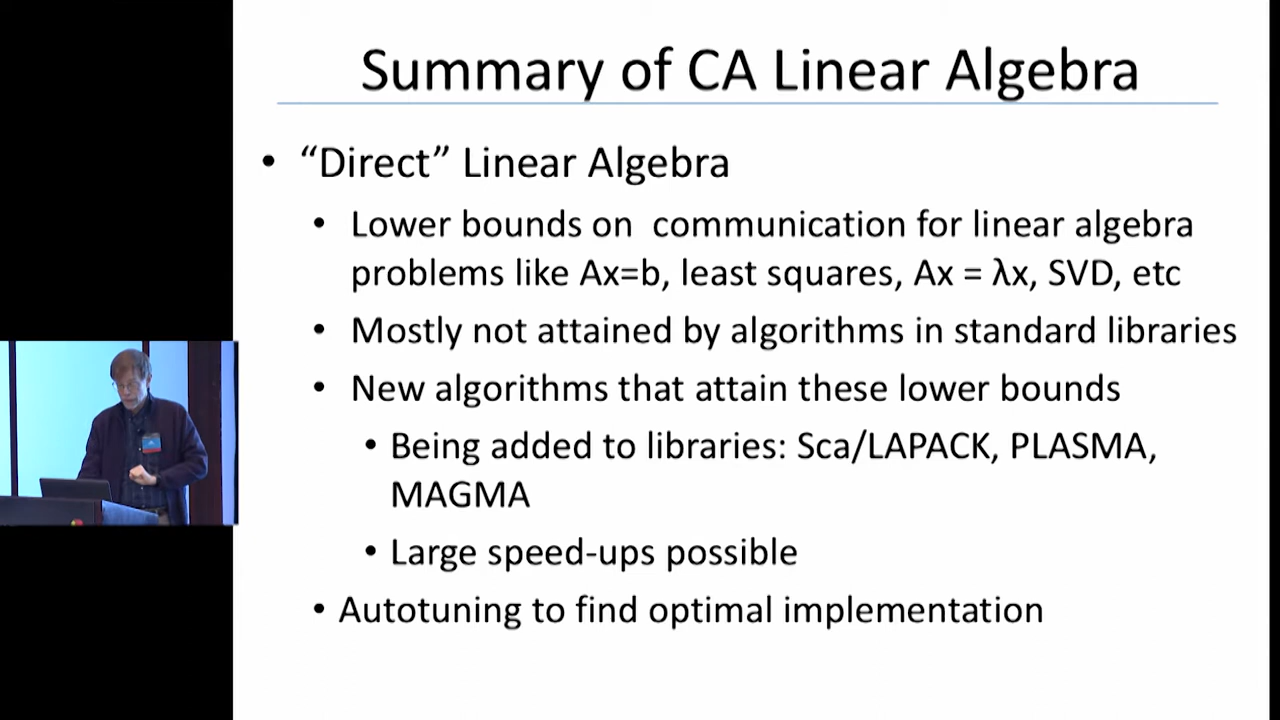 Summary of CA Linear Algebra
• “Direct” Linear Algebra
• Lower bounds on communication for linear algebra
problems like Ax=b, least squares, Ax = λx, SVD, etc
• Mostly not attained by algorithms in standard libraries
• New algorithms that attain these lower bounds
• Being added to libraries: Sca/LAPACK, PLASMA,
MAGMA
• Large speed-ups possible
• Autotuning to find optimal implementation